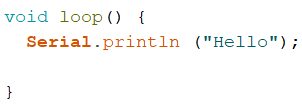 void loop() {
  Serial.println ("Hello");
}